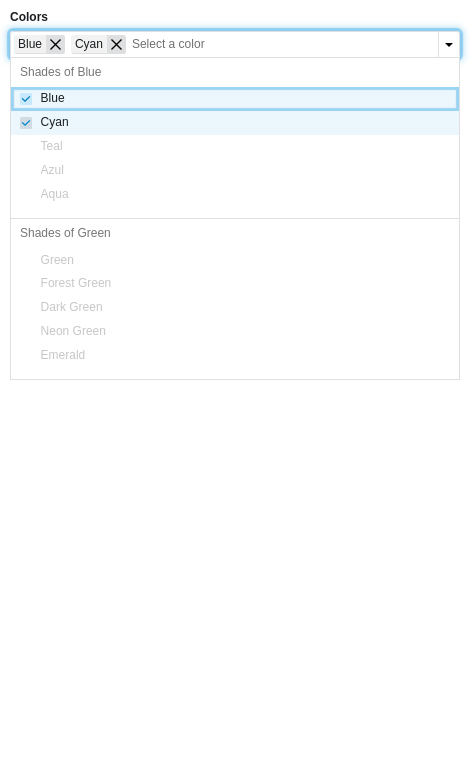 Colors
Blue Cyan Select a color
Shades of Blue
Blue
Cyan
Teal
Azul
Aqua
Shades of Green
Green
Forest Green
Dark Green
Neon Green
Emerald